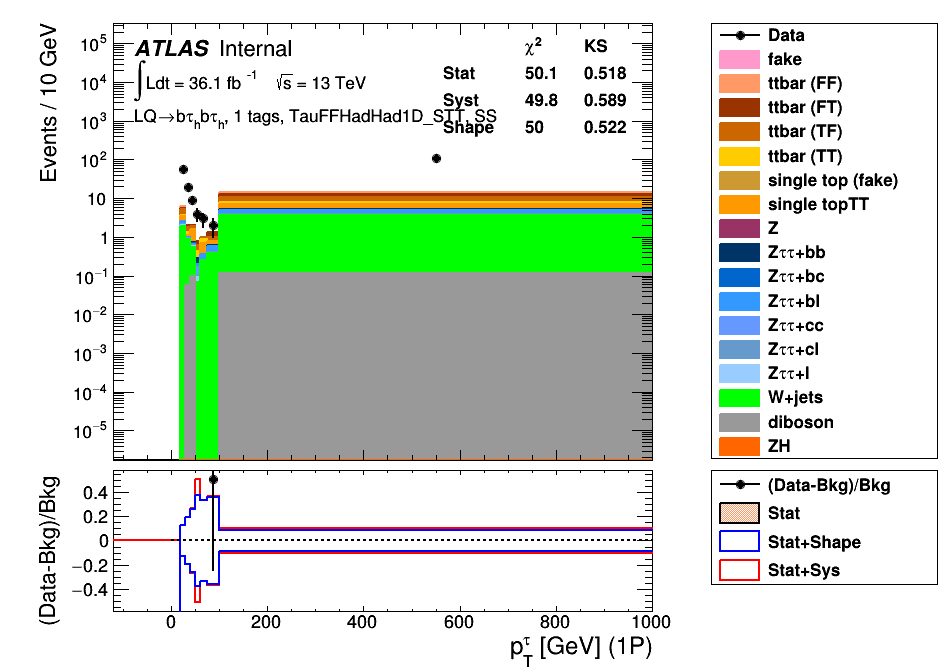 ATLAS Internal
∫Ldt = 36.1 fb⁻¹ √s = 13 TeV
LQ→bτₕbτₕ, 1 tags, TauFFHadHad1D_STT, SS
χ² KS
Stat 50.1 0.518
Syst 49.8 0.589
Shape 50 0.522
Events / 10 GeV
10⁵
10⁴
10³
10²
10
1
10⁻¹
10⁻²
10⁻³
10⁻⁴
10⁻⁵
Data
fake
ttbar (FF)
ttbar (FT)
ttbar (TF)
ttbar (TT)
single top (fake)
single topTT
Z
Zττ+bb
Zττ+bc
Zττ+bl
Zττ+cc
Zττ+cl
Zττ+l
W+jets
diboson
ZH
(Data-Bkg)/Bkg
0.4
0.2
0
−0.2
−0.4
0 200 400 600 800 1000
p_T^τ [GeV] (1P)
(Data-Bkg)/Bkg
Stat
Stat+Shape
Stat+Sys